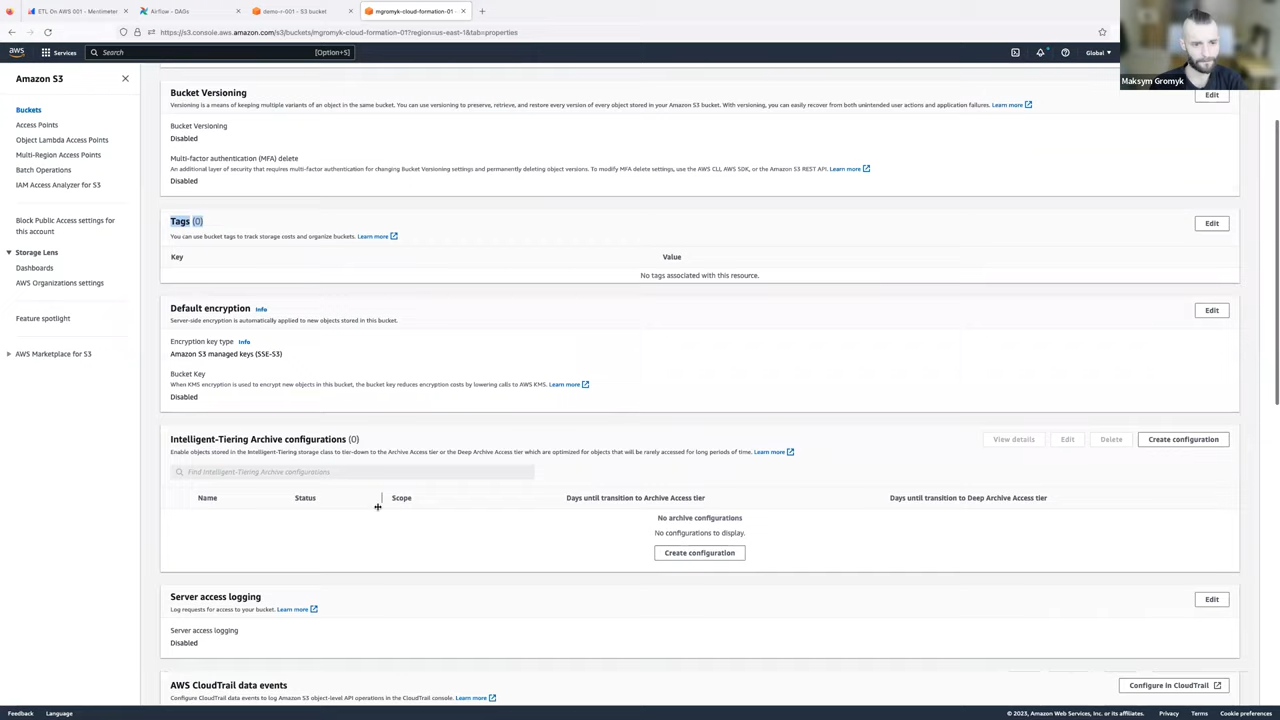 ETL On AWS 001 - Mentimeter
Airflow - DAGs
demo-r-001 - S3 bucket
mgromyk-cloud-formation-01 -
https://s3.console.aws.amazon.com/s3/buckets/mgromyk-cloud-formation-01?region=us-east-1&tab=properties
aws
Services
Search
[Option+S]
Global
Maksym Gromyk
Amazon S3
Buckets
Access Points
Object Lambda Access Points
Multi-Region Access Points
Batch Operations
IAM Access Analyzer for S3
Block Public Access settings for
this account
Storage Lens
Dashboards
AWS Organizations settings
Feature spotlight
AWS Marketplace for S3
Bucket Versioning
Edit
Versioning is a means of keeping multiple variants of an object in the same bucket. You can use versioning to preserve, retrieve, and restore every version of every object stored in your Amazon S3 bucket. With versioning, you can easily recover from both unintended user actions and application failures. Learn more
Bucket Versioning
Disabled
Multi-factor authentication (MFA) delete
An additional layer of security that requires multi-factor authentication for changing Bucket Versioning settings and permanently deleting object versions. To modify MFA delete settings, use the AWS CLI, AWS SDK, or the Amazon S3 REST API. Learn more
Disabled
Tags (0)
Edit
You can use bucket tags to track storage costs and organize buckets. Learn more
Key
Value
No tags associated with this resource.
Default encryption Info
Edit
Server-side encryption is automatically applied to new objects stored in this bucket.
Encryption key type Info
Amazon S3 managed keys (SSE-S3)
Bucket Key
When KMS encryption is used to encrypt new objects in this bucket, the bucket key reduces encryption costs by lowering calls to AWS KMS. Learn more
Disabled
Intelligent-Tiering Archive configurations (0)
View details
Edit
Delete
Create configuration
Enable objects stored in the Intelligent-Tiering storage class to tier-down to the Archive Access tier or the Deep Archive Access tier which are optimized for objects that will be rarely accessed for long periods of time. Learn more
Find Intelligent-Tiering Archive configurations
Name
Status
Scope
Days until transition to Archive Access tier
Days until transition to Deep Archive Access tier
No archive configurations
No configurations to display.
Create configuration
Server access logging
Edit
Log requests for access to your bucket. Learn more
Server access logging
Disabled
AWS CloudTrail data events
Configure in CloudTrail
Configure CloudTrail data events to log Amazon S3 object-level API operations in the CloudTrail console. Learn more
Feedback
Language
© 2023, Amazon Web Services, Inc. or its affiliates.
Privacy
Terms
Cookie preferences